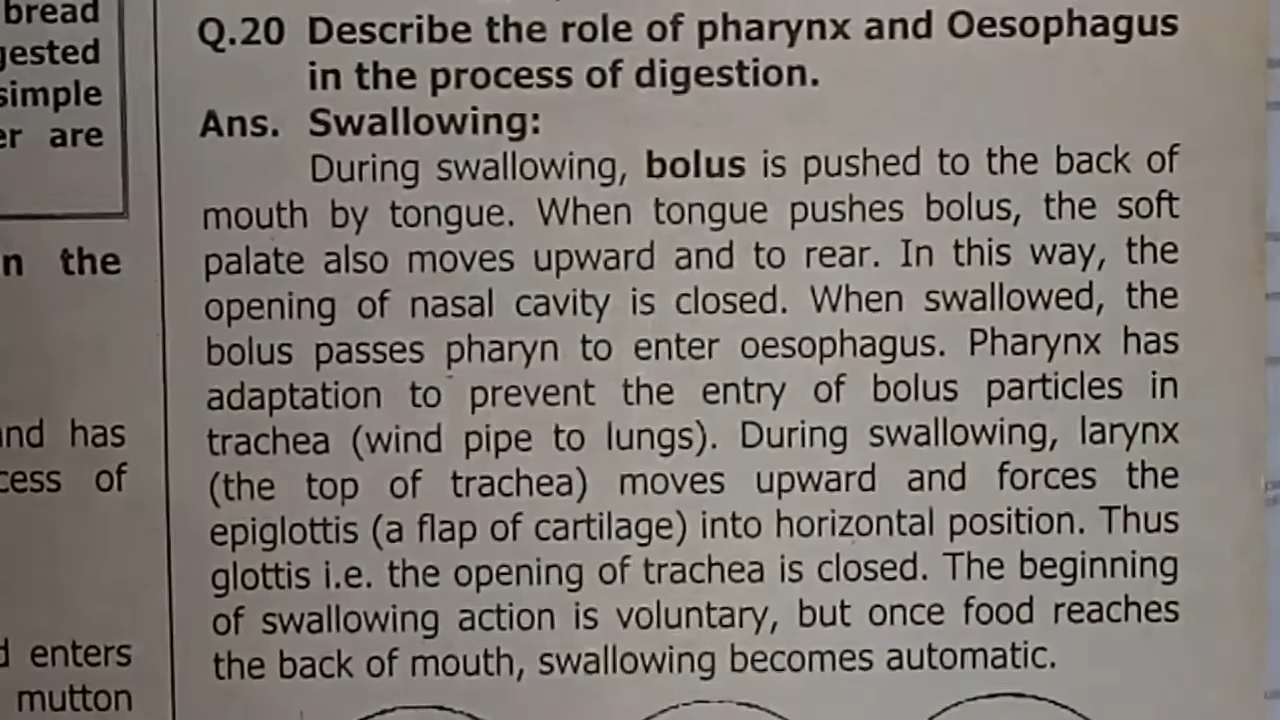 bread
gested
simple
er are
n the
and has
cess of
d enters
mutton
Q.20 Describe the role of pharynx and Oesophagus
in the process of digestion.
Ans. Swallowing:
During swallowing, bolus is pushed to the back of
mouth by tongue. When tongue pushes bolus, the soft
palate also moves upward and to rear. In this way, the
opening of nasal cavity is closed. When swallowed, the
bolus passes pharyn to enter oesophagus. Pharynx has
adaptation to prevent the entry of bolus particles in
trachea (wind pipe to lungs). During swallowing, larynx
(the top of trachea) moves upward and forces the
epiglottis (a flap of cartilage) into horizontal position. Thus
glottis i.e. the opening of trachea is closed. The beginning
of swallowing action is voluntary, but once food reaches
the back of mouth, swallowing becomes automatic.